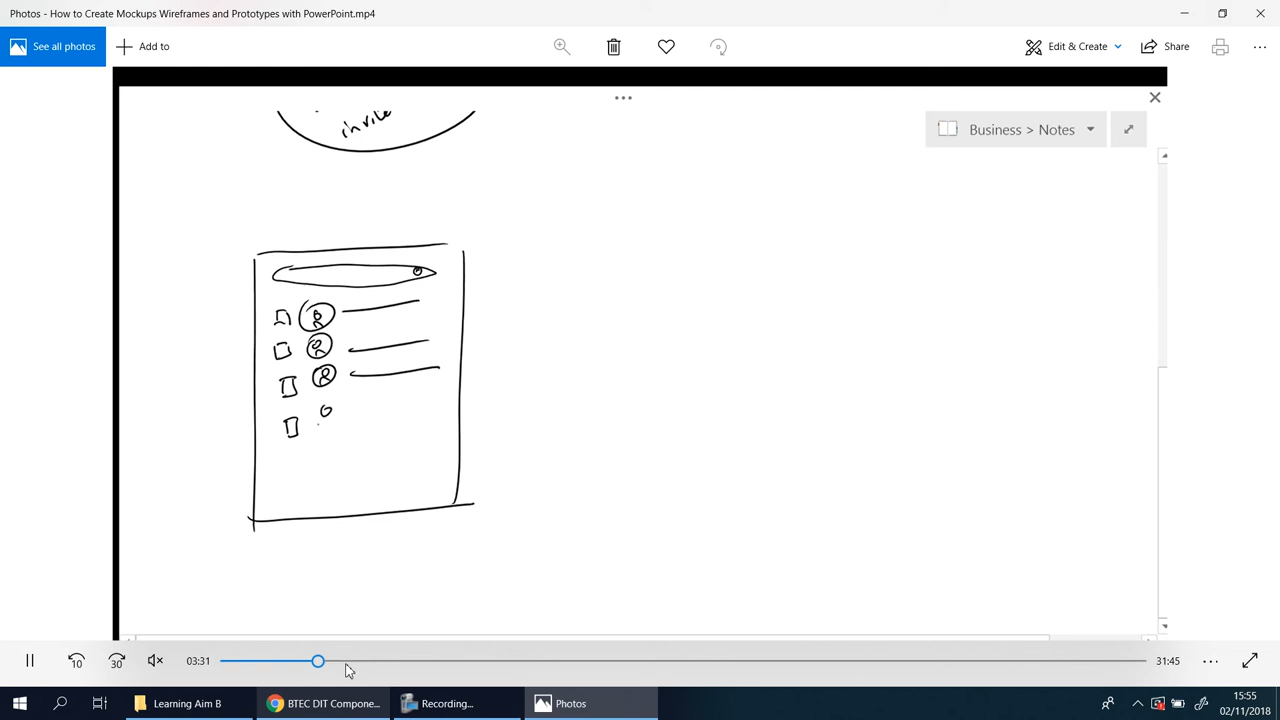 Photos - How to Create Mockups Wireframes and Prototypes with PowerPoint.mp4
See all photos
Add to
Edit & Create
Share
invite
Business > Notes
10
30
03:31
31:45
Learning Aim B
BTEC DIT Compone...
Recording...
Photos
15:55
02/11/2018